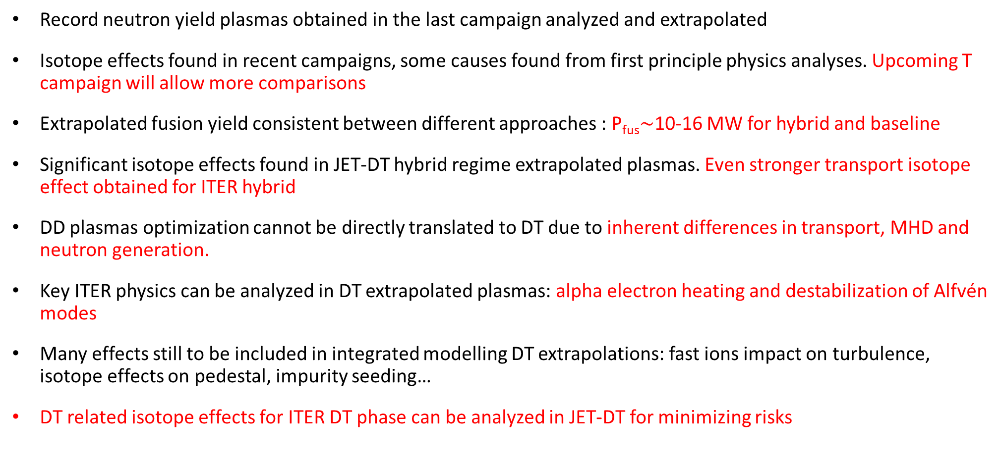 • Record neutron yield plasmas obtained in the last campaign analyzed and extrapolated
• Isotope effects found in recent campaigns, some causes found from first principle physics analyses. Upcoming T
campaign will allow more comparisons
• Extrapolated fusion yield consistent between different approaches : Pfus~10-16 MW for hybrid and baseline
• Significant isotope effects found in JET-DT hybrid regime extrapolated plasmas. Even stronger transport isotope
effect obtained for ITER hybrid
• DD plasmas optimization cannot be directly translated to DT due to inherent differences in transport, MHD and
neutron generation.
• Key ITER physics can be analyzed in DT extrapolated plasmas: alpha electron heating and destabilization of Alfvén
modes
• Many effects still to be included in integrated modelling DT extrapolations: fast ions impact on turbulence,
isotope effects on pedestal, impurity seeding…
• DT related isotope effects for ITER DT phase can be analyzed in JET-DT for minimizing risks